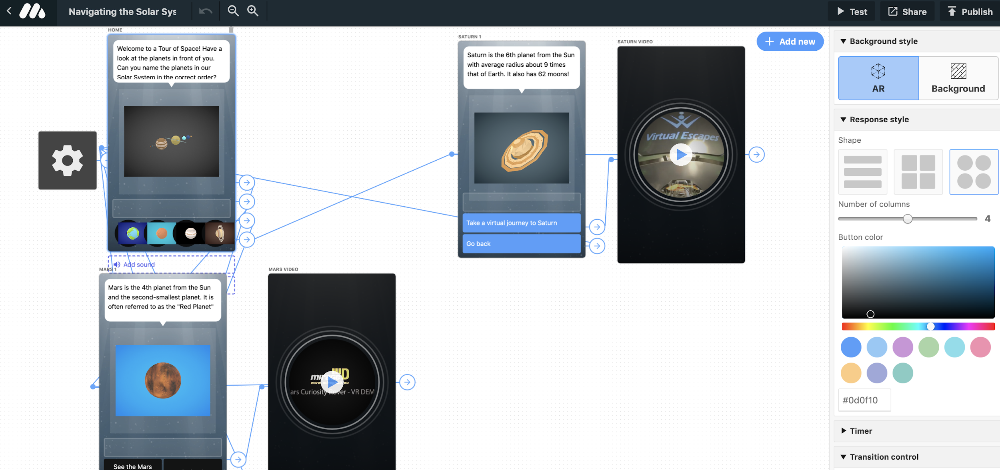 Navigating the Solar Sys
Test
Share
Publish
HOME
Welcome to a Tour of Space! Have a
look at the planets in front of you.
Can you name the planets in our
Solar System in the correct order?
Add sound
SATURN 1
Saturn is the 6th planet from the Sun
with average radius about 9 times
that of Earth. It also has 62 moons!
Take a virtual journey to Saturn
Go back
SATURN VIDEO
Virtual Escapes
Add new
MARS 1
Mars is the 4th planet from the Sun
and the second-smallest planet. It is
often referred to as the "Red Planet"
See the Mars
MARS VIDEO
ars Curiosity Rover - VR DEM
Background style
AR
Background
Response style
Shape
Number of columns
4
Button color
#0d0f10
Timer
Transition control